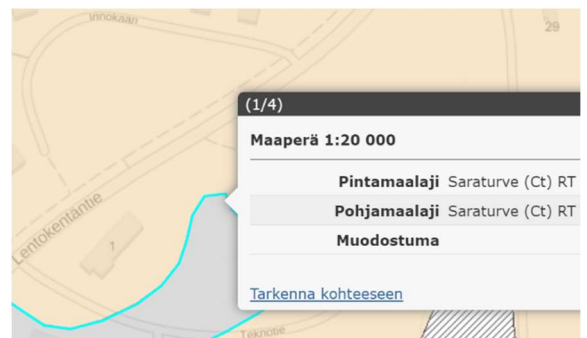 Innokaari
29
(1/4)
Maaperä 1:20 000
Pintamaalaji Saraturve (Ct) RT
Pohjamaalaji Saraturve (Ct) RT
Muodostuma
Lentokentäntie
1
Tarkenna kohteeseen
Teknotie